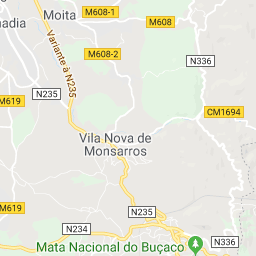 M608-1
Moita
M608
nadia
Variante à N235
M608-2
N336
M619
N235
CM1694
Vila Nova de
Monsarros
M619
N235
N234
Mata Nacional do Buçaco
N336